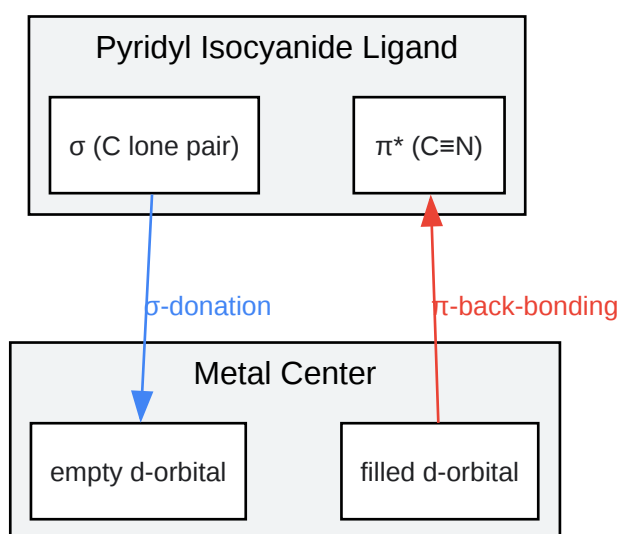 Pyridyl Isocyanide Ligand
σ (C lone pair)
π* (C≡N)
σ-donation
π-back-bonding
Metal Center
empty d-orbital
filled d-orbital